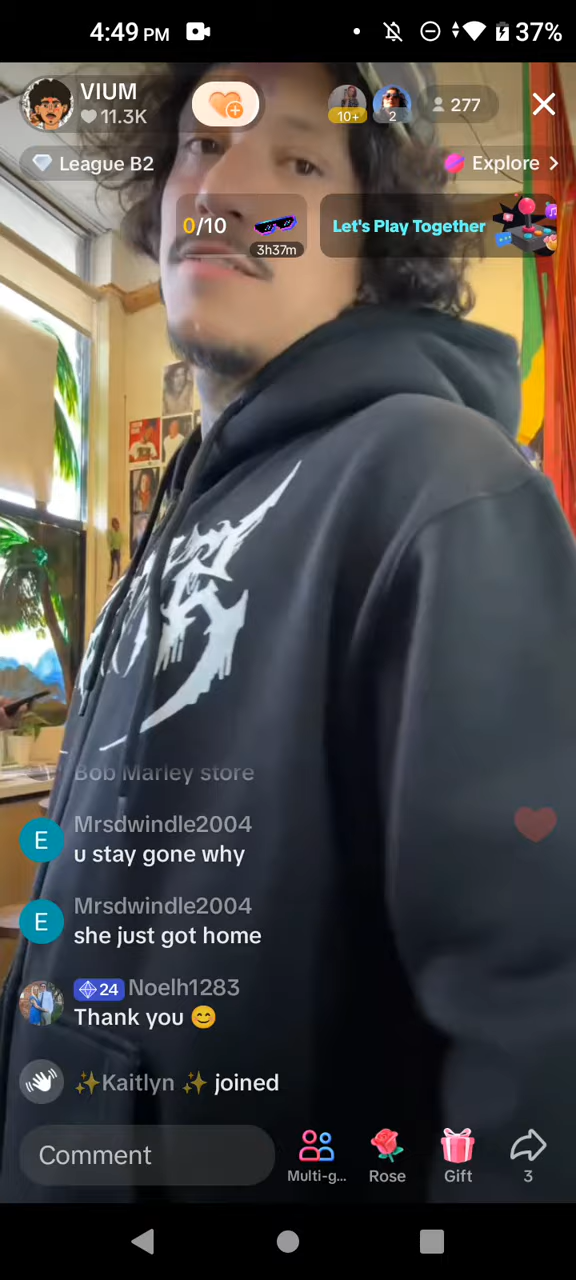 4:49 PM
37%
VIUM
11.3K
10+
2
277
League B2
Explore >
0/10
3h37m
Let's Play Together
Bob Marley store
E
Mrsdwindle2004
u stay gone why
E
Mrsdwindle2004
she just got home
24 Noelh1283
Thank you 😊
✨Kaitlyn ✨ joined
Comment
Multi-g...
Rose
Gift
3